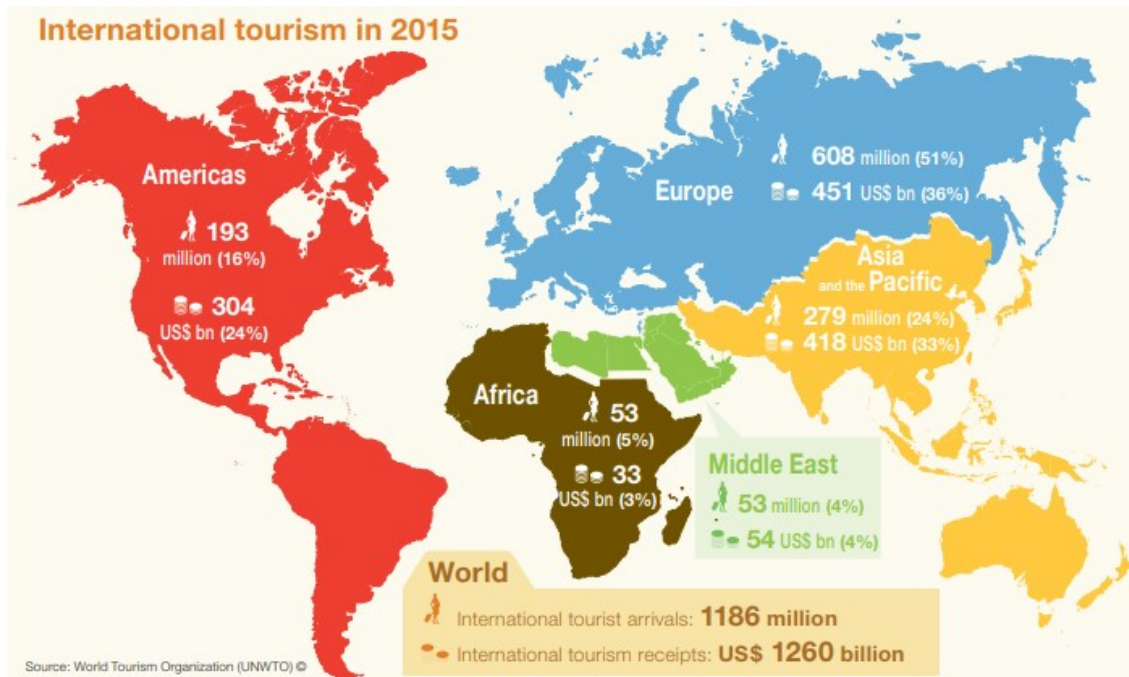 International tourism in 2015
Americas
193
million (16%)
304
US$ bn (24%)
Europe
608 million (51%)
451 US$ bn (36%)
Asia
and the Pacific
279 million (24%)
418 US$ bn (33%)
Africa
53
million (5%)
33
US$ bn (3%)
Middle East
53 million (4%)
54 US$ bn (4%)
World
International tourist arrivals: 1186 million
International tourism receipts: US$ 1260 billion
Source: World Tourism Organization (UNWTO) ©